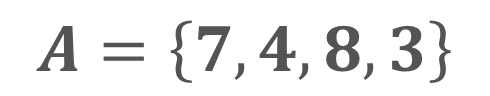 A = {7, 4, 8, 3}